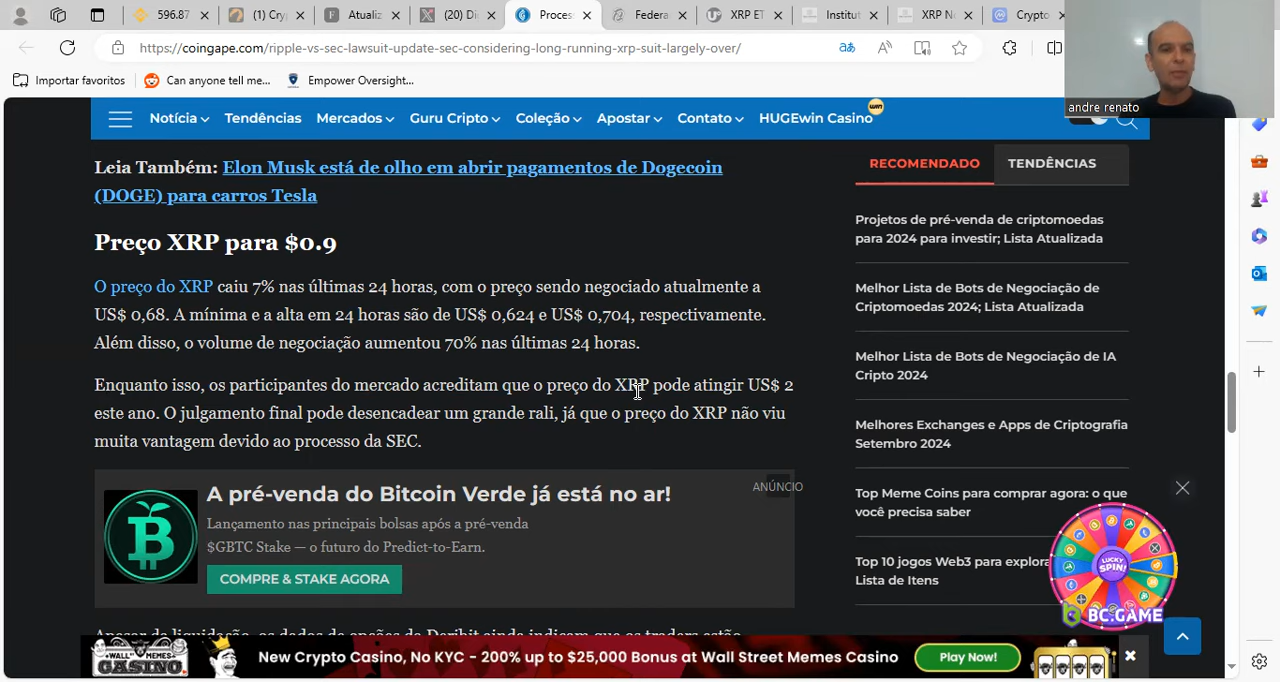 596.87
(1) Cry
Atualiz
(20) Di
Proces
Federa
XRP ET
Institut
XRP N
Crypto
https://coingape.com/ripple-vs-sec-lawsuit-update-sec-considering-long-running-xrp-suit-largely-over/
Importar favoritos
Can anyone tell me...
Empower Oversight...
andre renato
Notícia
Tendências
Mercados
Guru Cripto
Coleção
Apostar
Contato
HUGEwin Casino
Leia Também: Elon Musk está de olho em abrir pagamentos de Dogecoin
(DOGE) para carros Tesla
Preço XRP para $0.9
O preço do XRP caiu 7% nas últimas 24 horas, com o preço sendo negociado atualmente a
US$ 0,68. A mínima e a alta em 24 horas são de US$ 0,624 e US$ 0,704, respectivamente.
Além disso, o volume de negociação aumentou 70% nas últimas 24 horas.
Enquanto isso, os participantes do mercado acreditam que o preço do XRP pode atingir US$ 2
este ano. O julgamento final pode desencadear um grande rali, já que o preço do XRP não viu
muita vantagem devido ao processo da SEC.
ANÚNCIO
A pré-venda do Bitcoin Verde já está no ar!
Lançamento nas principais bolsas após a pré-venda
$GBTC Stake — o futuro do Predict-to-Earn.
COMPRE & STAKE AGORA
RECOMENDADO
TENDÊNCIAS
Projetos de pré-venda de criptomoedas
para 2024 para investir; Lista Atualizada
Melhor Lista de Bots de Negociação de
Criptomoedas 2024; Lista Atualizada
Melhor Lista de Bots de Negociação de IA
Cripto 2024
Melhores Exchanges e Apps de Criptografia
Setembro 2024
Top Meme Coins para comprar agora: o que
você precisa saber
Top 10 jogos Web3 para explora
Lista de Itens
LUCKY
SPIN!
BC.GAME
WALL STREET
MEMES
CASINO
New Crypto Casino, No KYC - 200% up to $25,000 Bonus at Wall Street Memes Casino
Play Now!